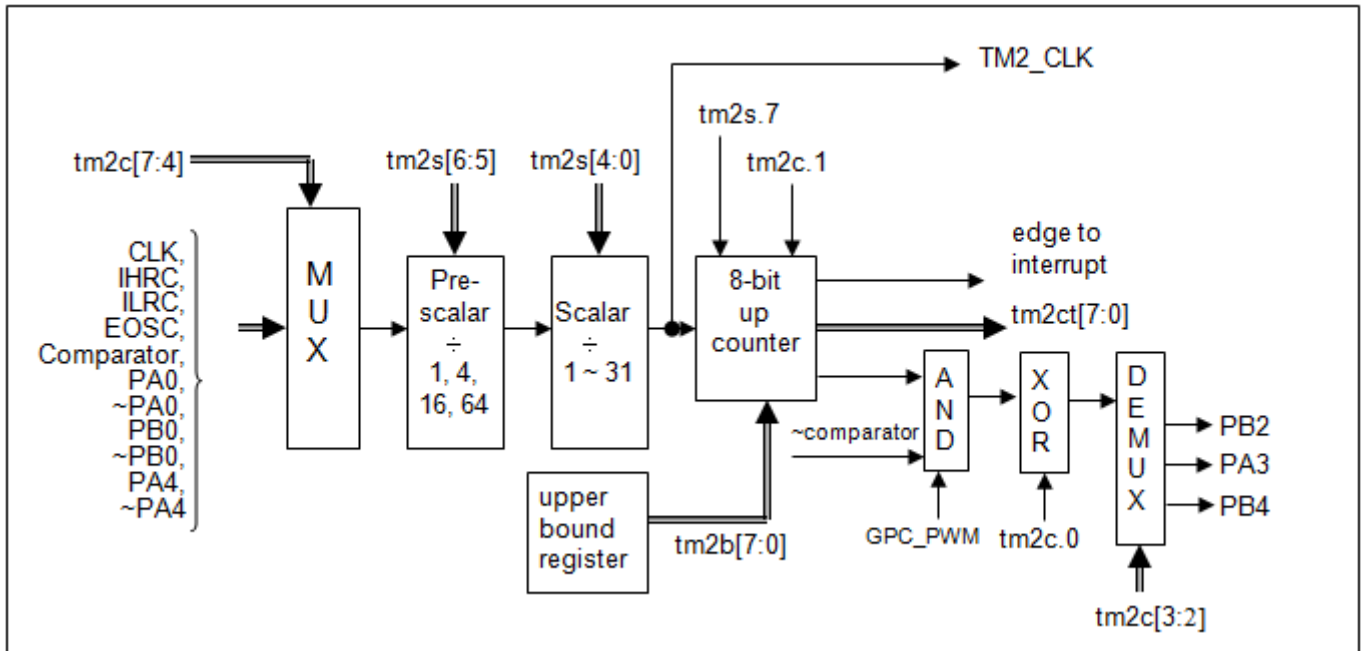 TM2_CLK
tm2s.7
tm2c[7:4]
tm2s[6:5]
tm2s[4:0]
tm2c.1
CLK,
IHRC,
ILRC,
EOSC,
Comparator,
PA0,
~PA0,
PB0,
~PB0,
PA4,
~PA4
M
U
X
Pre-
scalar
÷
1, 4,
16, 64
Scalar
÷
1 ~ 31
8-bit
up
counter
edge to
interrupt
tm2ct[7:0]
~comparator
A
N
D
X
O
R
D
E
M
U
X
PB2
PA3
PB4
upper
bound
register
tm2b[7:0]
GPC_PWM
tm2c.0
tm2c[3:2]